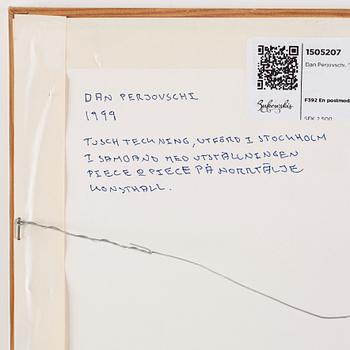 1505207
Dan Perjovschi, "
Bukowskis
F392 En postmod
SEK 2 500
DAN PERJOVSCHI
1999
TUSCHTECKNING, UTFÖRD I STOCKHOLM
I SAMBAND MED UTSTÄLLNINGEN
PIECE 2 PIECE PÅ NORRTÄLJE
KONSTHALL.